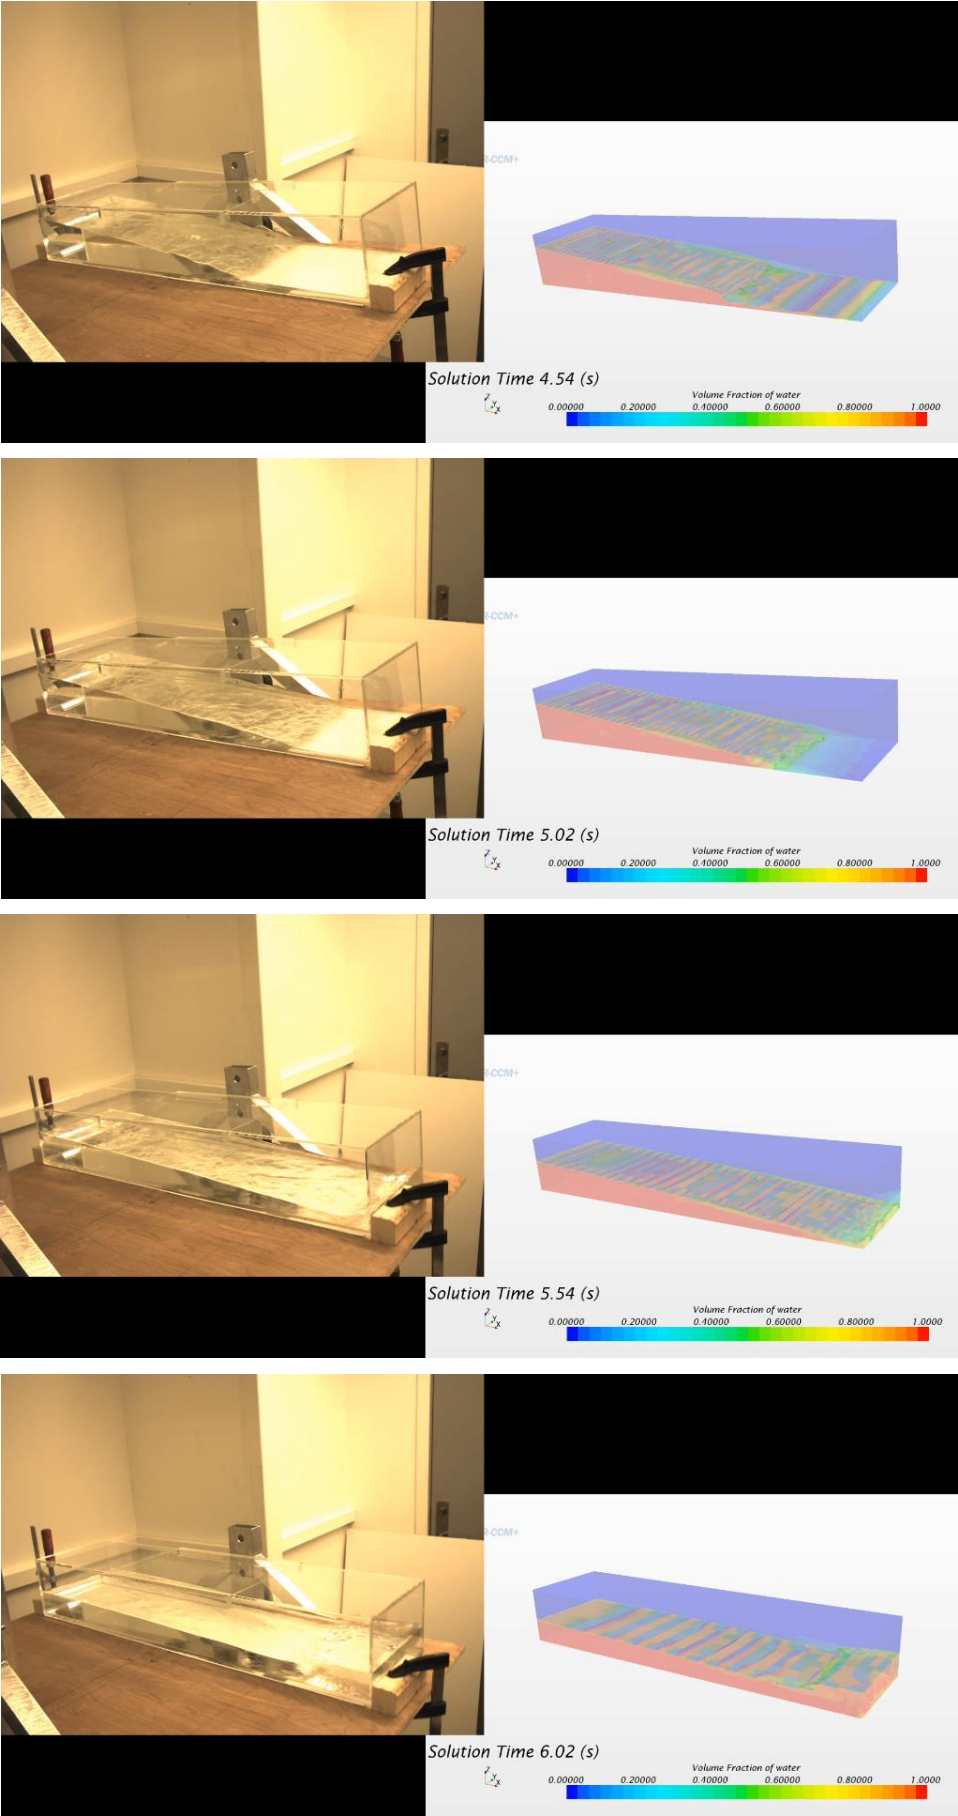 R-CCM+
Solution Time 4.54 (s)
Z
Y
X
Volume Fraction of water
0.00000 0.20000 0.40000 0.60000 0.80000 1.0000
R-CCM+
Solution Time 5.02 (s)
Z
Y
X
Volume Fraction of water
0.00000 0.20000 0.40000 0.60000 0.80000 1.0000
R-CCM+
Solution Time 5.54 (s)
Z
Y
X
Volume Fraction of water
0.00000 0.20000 0.40000 0.60000 0.80000 1.0000
R-CCM+
Solution Time 6.02 (s)
Z
Y
X
Volume Fraction of water
0.00000 0.20000 0.40000 0.60000 0.80000 1.0000